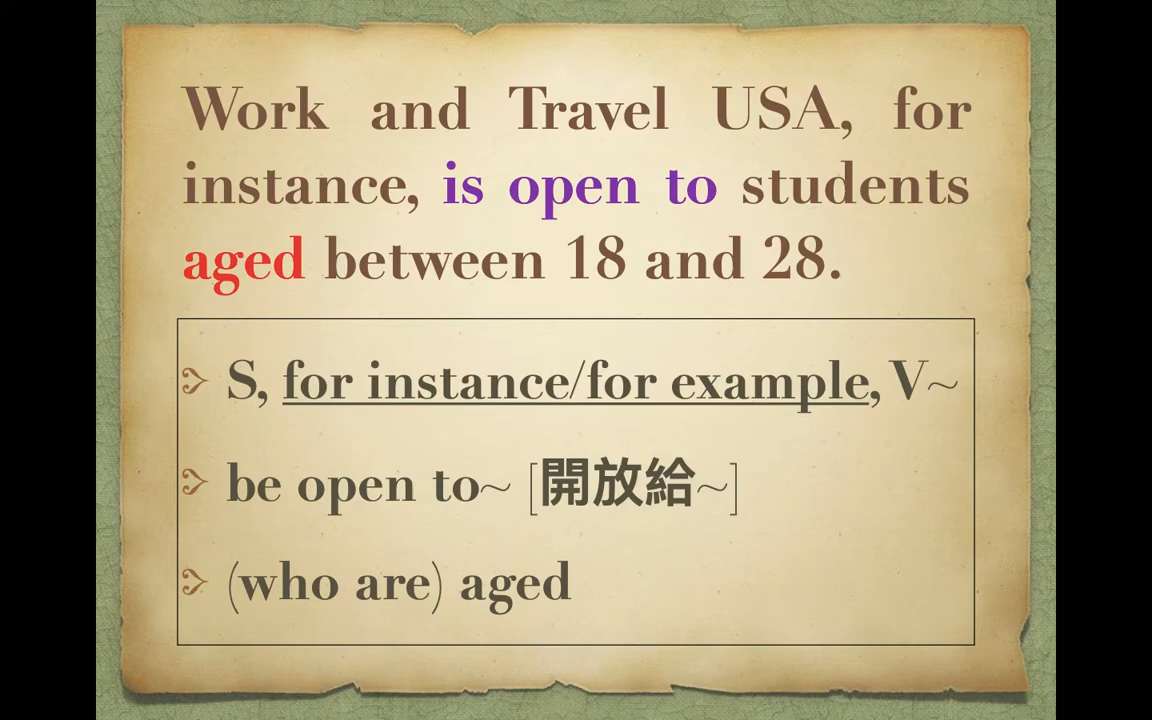 Work and Travel USA, for
instance, is open to students
aged between 18 and 28.
S, for instance/for example, V~
be open to~ [開放給~]
(who are) aged